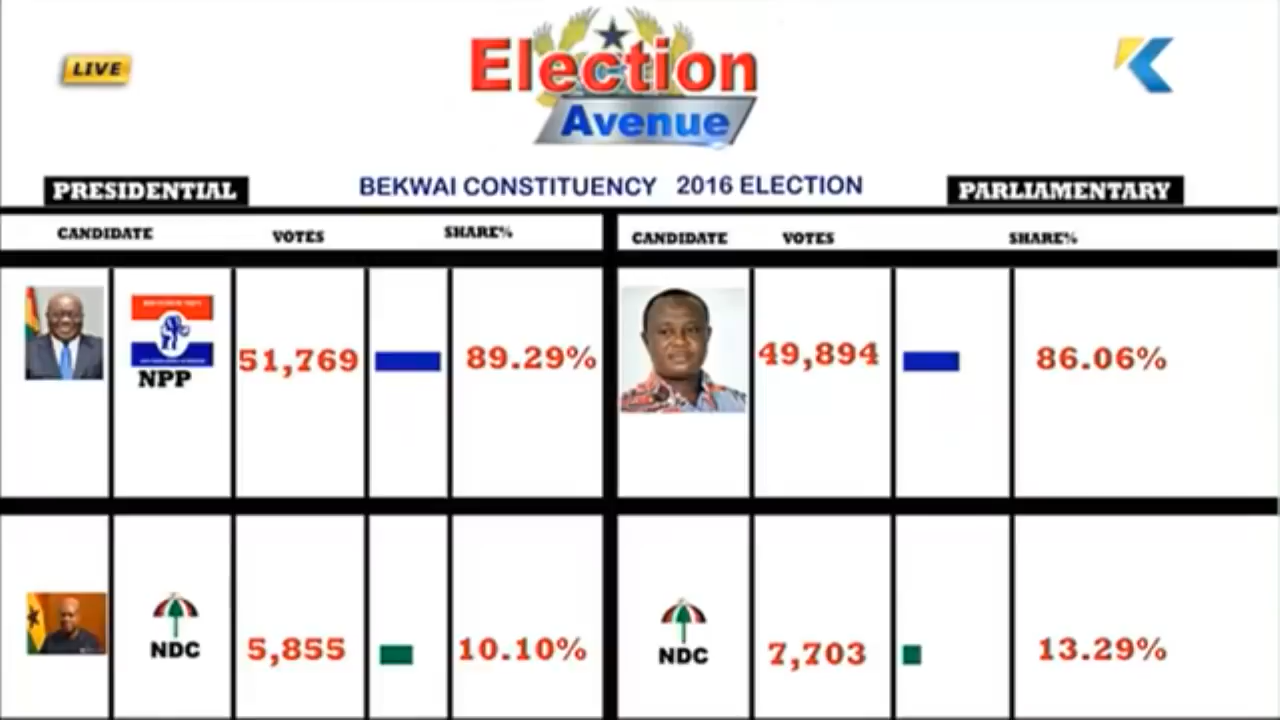 LIVE
Election
Avenue
PRESIDENTIAL
BEKWAI CONSTITUENCY 2016 ELECTION
PARLIAMENTARY
CANDIDATE VOTES SHARE%
CANDIDATE VOTES SHARE%
NPP
51,769
89.29%
49,894
86.06%
NDC
5,855
10.10%
NDC
7,703
13.29%